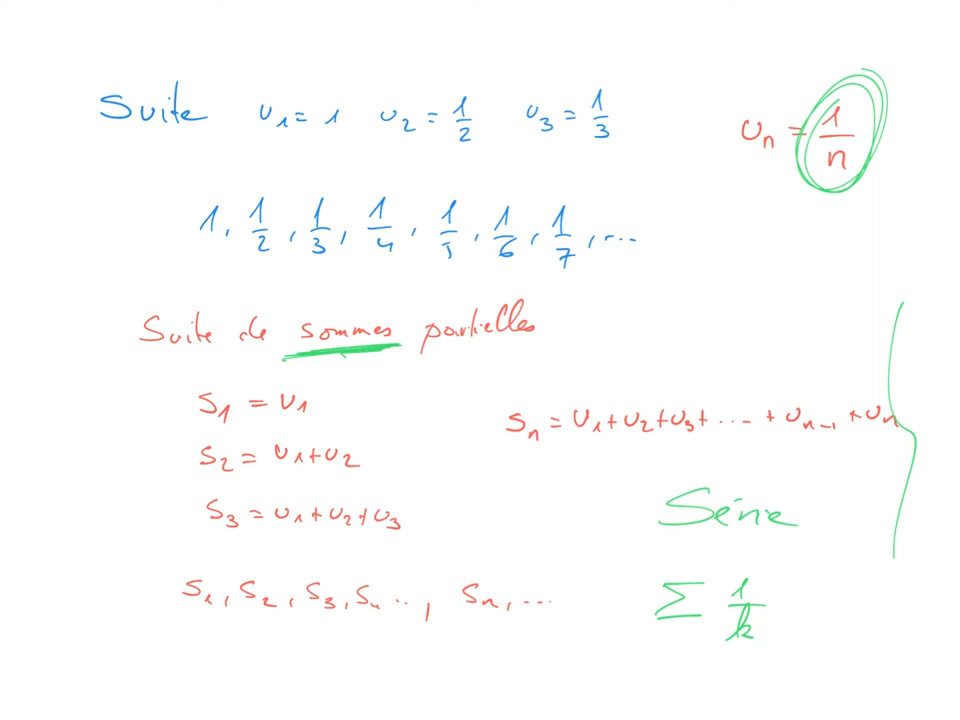 Suite u₁ = 1 u₂ = 1/2 u₃ = 1/3
uₙ = 1/n
1, 1/2, 1/3, 1/4, 1/5, 1/6, 1/7, ...
Suite de sommes partielles
S₁ = u₁
Sₙ = u₁+u₂+u₃+ .... + uₙ₋₁ + uₙ
S₂ = u₁+u₂
S₃ = u₁+u₂+u₃
Série
S₁, S₂, S₃, S₄ ..., Sₙ, ...
Σ 1/k